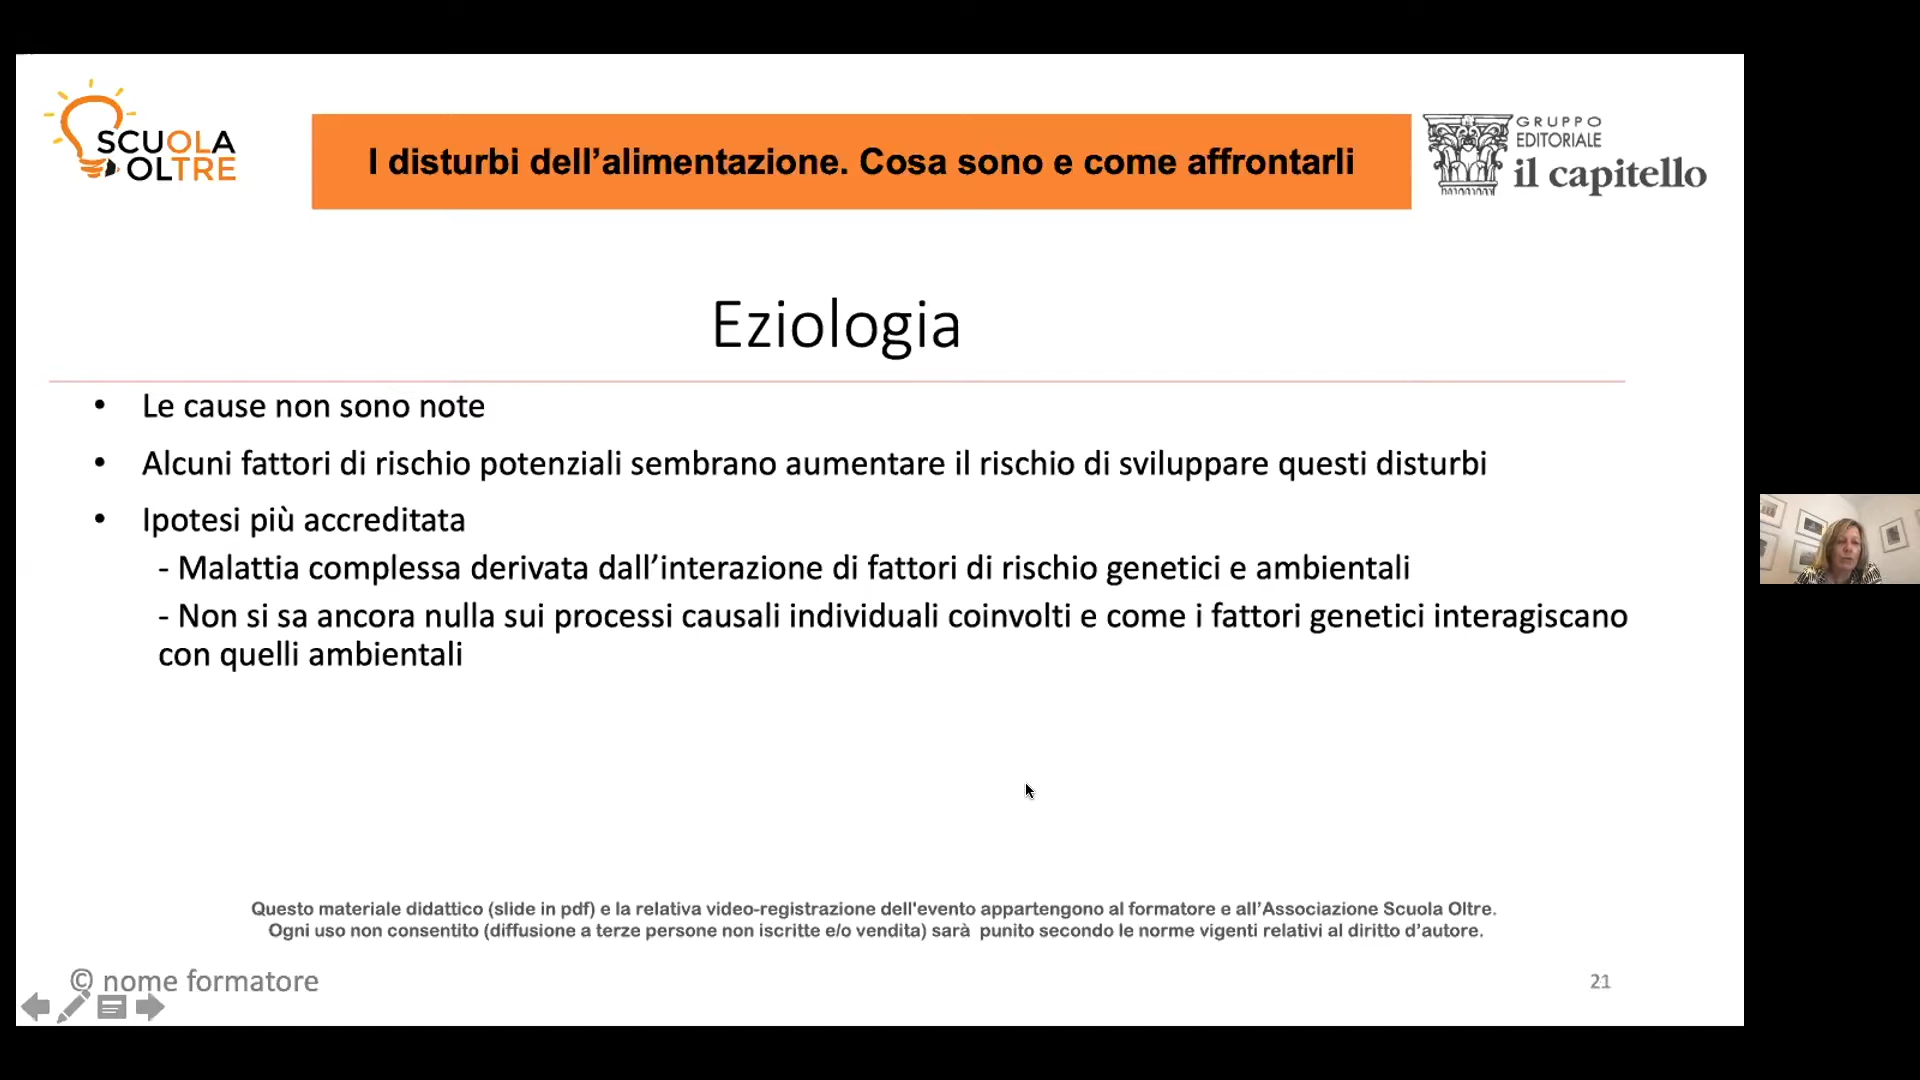 SCUOLA
OLTRE
I disturbi dell’alimentazione. Cosa sono e come affrontarli
GRUPPO
EDITORIALE
il capitello
Eziologia
• Le cause non sono note
• Alcuni fattori di rischio potenziali sembrano aumentare il rischio di sviluppare questi disturbi
• Ipotesi più accreditata
- Malattia complessa derivata dall’interazione di fattori di rischio genetici e ambientali
- Non si sa ancora nulla sui processi causali individuali coinvolti e come i fattori genetici interagiscano
con quelli ambientali
Questo materiale didattico (slide in pdf) e la relativa video-registrazione dell'evento appartengono al formatore e all’Associazione Scuola Oltre.
Ogni uso non consentito (diffusione a terze persone non iscritte e/o vendita) sarà punito secondo le norme vigenti relativi al diritto d’autore.
© nome formatore
21